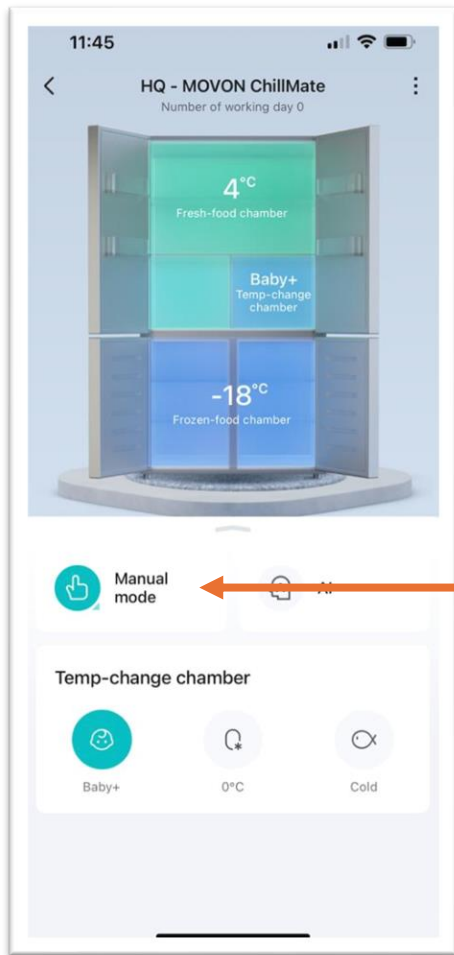 11:45
HQ - MOVON ChillMate
Number of working day 0
4°C
Fresh-food chamber
Baby+
Temp-change
chamber
-18°C
Frozen-food chamber
Manual
mode
Temp-change chamber
Baby+
0°C
Cold